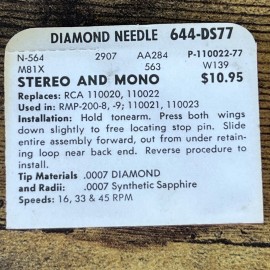 DIAMOND NEEDLE 644-DS77
N-564 2907 AA284 P-110022-77
M81X 563 W139
STEREO AND MONO $10.95
Replaces: RCA 110020, 110022
Used in: RMP-200-8, -9; 110021, 110023
Installation: Hold tonearm. Press both wings
down slightly to free locating stop pin. Slide
entire assembly forward, out from under retain-
ing loop near back end. Reverse procedure to
install.
Tip Materials .0007 DIAMOND
and Radii: .0007 Synthetic Sapphire
Speeds: 16, 33 & 45 RPM